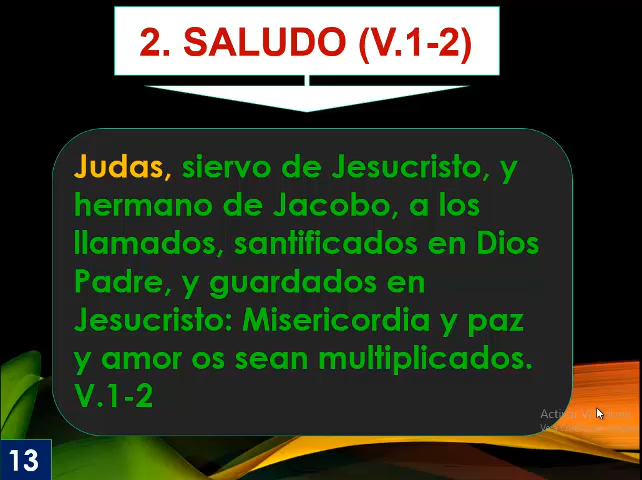 2. SALUDO (V.1-2)
Judas, siervo de Jesucristo, y
hermano de Jacobo, a los
llamados, santificados en Dios
Padre, y guardados en
Jesucristo: Misericordia y paz
y amor os sean multiplicados.
V.1-2
Activar
13